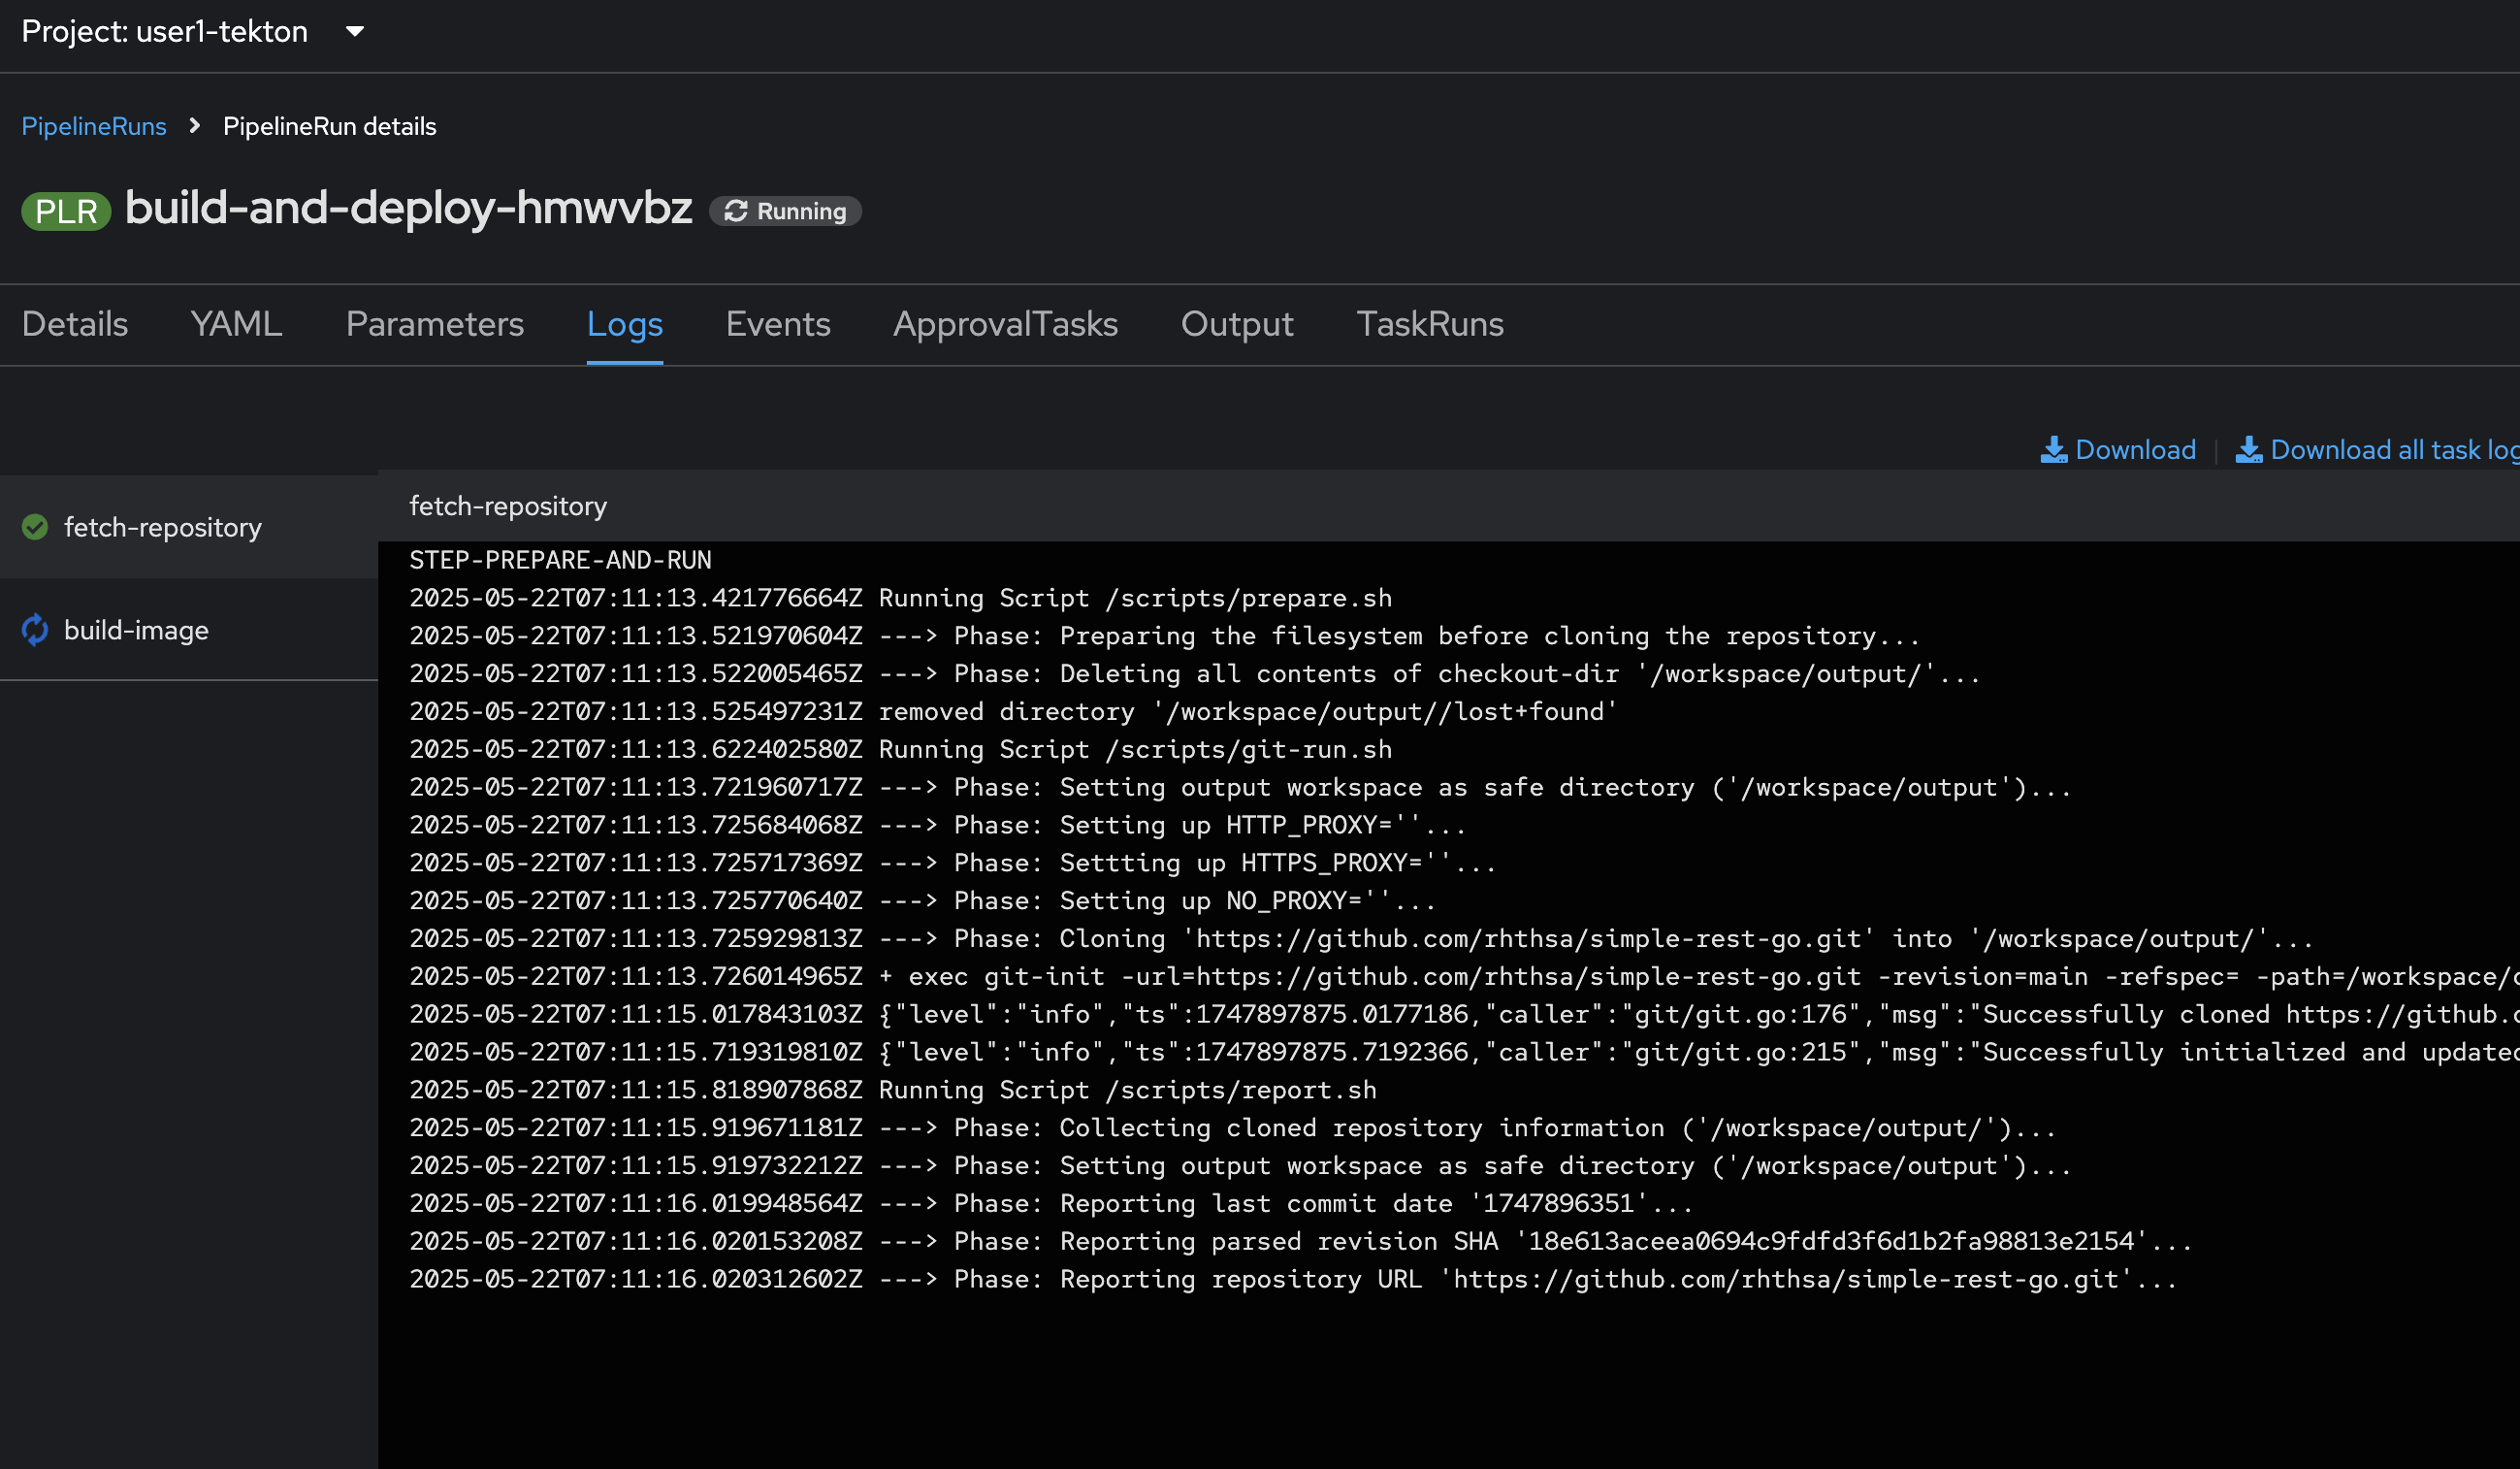 Project: user1-tekton
PipelineRuns > PipelineRun details
PLR build-and-deploy-hmwvbz Running
Details YAML Parameters Logs Events ApprovalTasks Output TaskRuns
Download | Download all task log
fetch-repository
build-image
fetch-repository
STEP-PREPARE-AND-RUN
2025-05-22T07:11:13.421776664Z Running Script /scripts/prepare.sh
2025-05-22T07:11:13.521970604Z ---> Phase: Preparing the filesystem before cloning the repository...
2025-05-22T07:11:13.522005465Z ---> Phase: Deleting all contents of checkout-dir '/workspace/output/'...
2025-05-22T07:11:13.525497231Z removed directory '/workspace/output//lost+found'
2025-05-22T07:11:13.622402580Z Running Script /scripts/git-run.sh
2025-05-22T07:11:13.721960717Z ---> Phase: Setting output workspace as safe directory ('/workspace/output')...
2025-05-22T07:11:13.725684068Z ---> Phase: Setting up HTTP_PROXY=''...
2025-05-22T07:11:13.725717369Z ---> Phase: Settting up HTTPS_PROXY=''...
2025-05-22T07:11:13.725770640Z ---> Phase: Setting up NO_PROXY=''...
2025-05-22T07:11:13.725929813Z ---> Phase: Cloning 'https://github.com/rhthsa/simple-rest-go.git' into '/workspace/output/'...
2025-05-22T07:11:13.726014965Z + exec git-init -url=https://github.com/rhthsa/simple-rest-go.git -revision=main -refspec= -path=/workspace/
2025-05-22T07:11:15.017843103Z {"level":"info","ts":1747897875.0177186,"caller":"git/git.go:176","msg":"Successfully cloned https://github.
2025-05-22T07:11:15.719319810Z {"level":"info","ts":1747897875.7192366,"caller":"git/git.go:215","msg":"Successfully initialized and updated
2025-05-22T07:11:15.818907868Z Running Script /scripts/report.sh
2025-05-22T07:11:15.919671181Z ---> Phase: Collecting cloned repository information ('/workspace/output/')...
2025-05-22T07:11:15.919732212Z ---> Phase: Setting output workspace as safe directory ('/workspace/output')...
2025-05-22T07:11:16.019948564Z ---> Phase: Reporting last commit date '1747896351'...
2025-05-22T07:11:16.020153208Z ---> Phase: Reporting parsed revision SHA '18e613aceea0694c9fdfd3f6d1b2fa98813e2154'...
2025-05-22T07:11:16.020312602Z ---> Phase: Reporting repository URL 'https://github.com/rhthsa/simple-rest-go.git'...